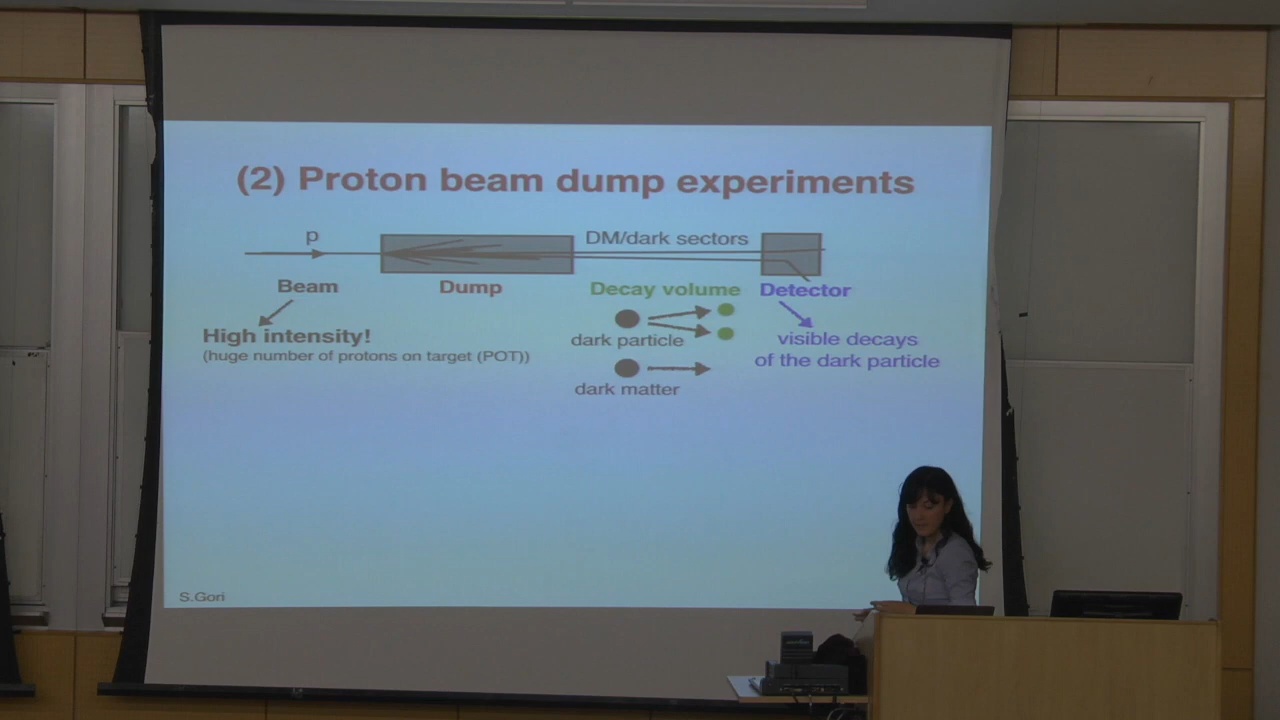 (2) Proton beam dump experiments
p
DM/dark sectors
Beam
Dump
Decay volume
Detector
High intensity!
(huge number of protons on target (POT))
dark particle
visible decays
of the dark particle
dark matter
S.Gori